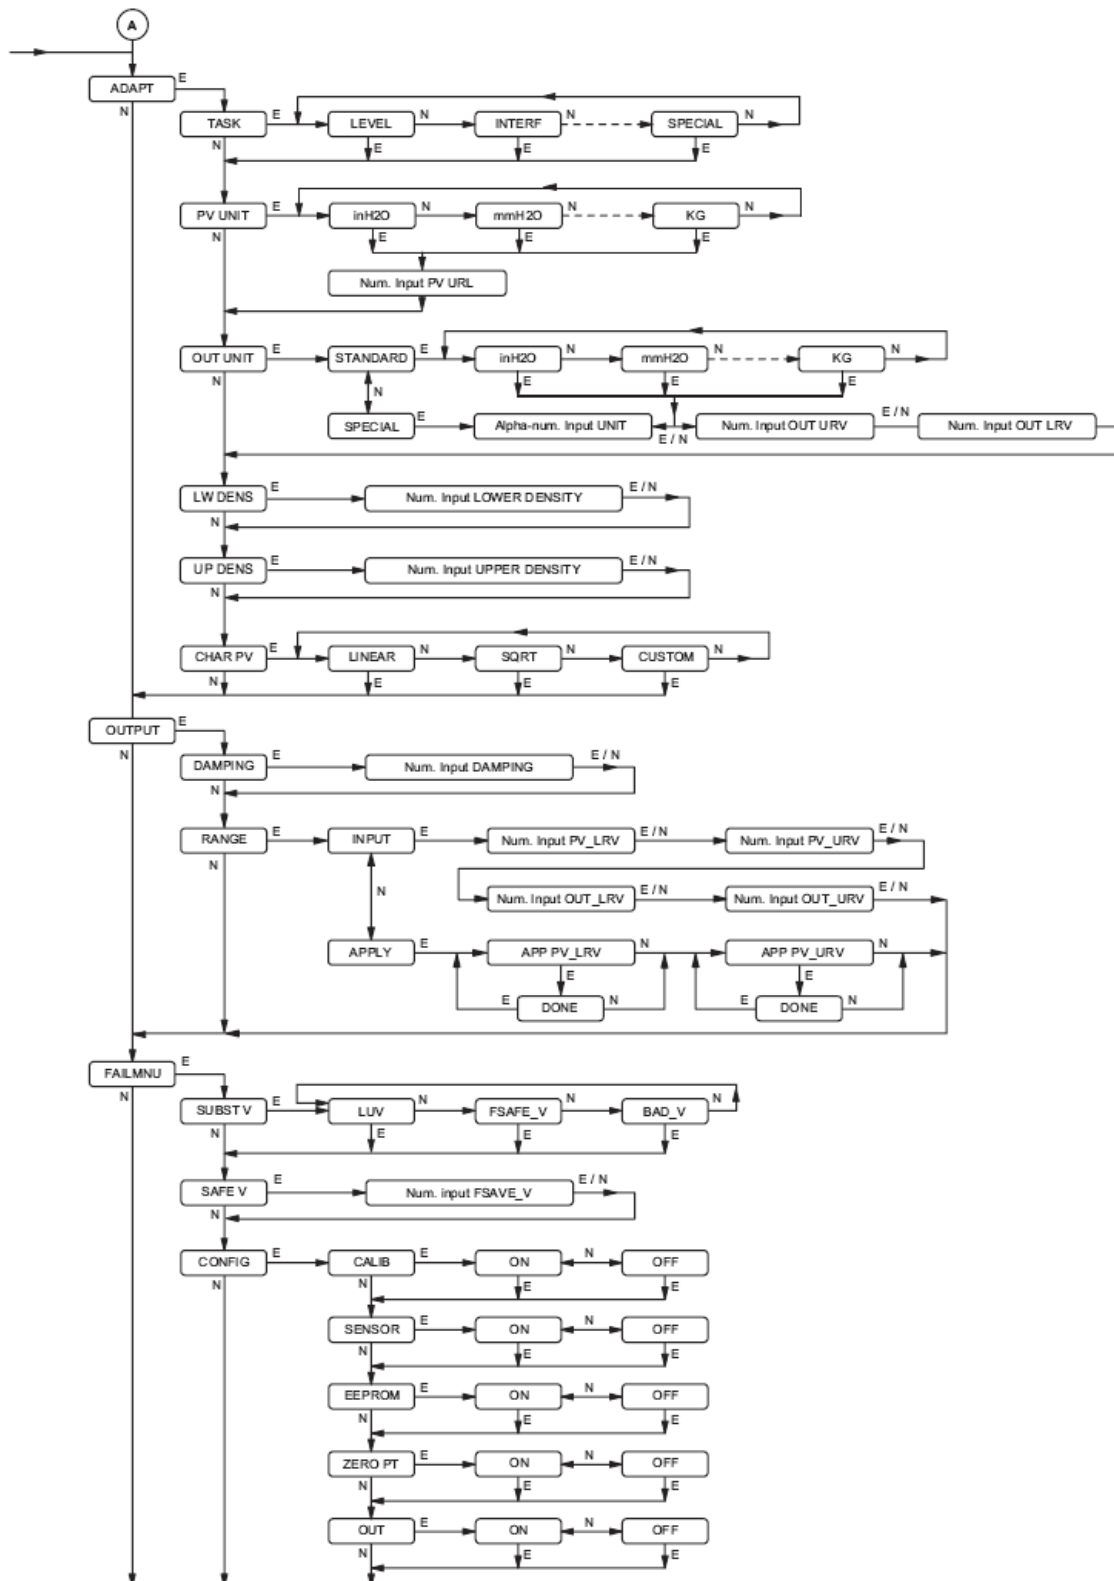 A
ADAPT E
N
TASK E LEVEL N INTERF N SPECIAL N
N E E E
PV UNIT E inH2O N mmH2O N KG N
N E E E
Num. Input PV URL
OUT UNIT E STANDARD E inH2O N mmH2O N KG N
N N E E E
SPECIAL E Alpha-num. Input UNIT E / N Num. Input OUT URV E / N Num. Input OUT LRV
LW DENS E Num. Input LOWER DENSITY E / N
N
UP DENS E Num. Input UPPER DENSITY E / N
N
CHAR PV E LINEAR N SQRT N CUSTOM N
N E E E
OUTPUT E
N
DAMPING E Num. Input DAMPING E / N
N
RANGE E INPUT E Num. Input PV_LRV E / N Num. Input PV_URV E / N
N N
Num. Input OUT_LRV E / N Num. Input OUT_URV E / N
APPLY E APP PV_LRV N APP PV_URV N
E E
E DONE N E DONE N
FAILMNU E
N
SUBST V E LUV N FSAFE_V N BAD_V N
N E E E
SAFE V E Num. input FSAVE_V E / N
N
CONFIG E CALIB E ON N OFF
N N E E
SENSOR E ON N OFF
N E E
EEPROM E ON N OFF
N E E
ZERO PT E ON N OFF
N E E
OUT E ON N OFF
N E E